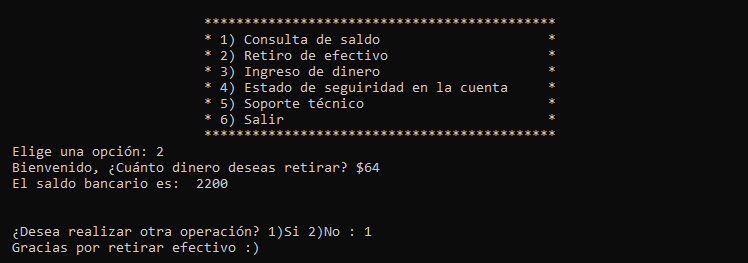 ********************************************
* 1) Consulta de saldo *
* 2) Retiro de efectivo *
* 3) Ingreso de dinero *
* 4) Estado de seguiridad en la cuenta *
* 5) Soporte técnico *
* 6) Salir *
********************************************
Elige una opción: 2
Bienvenido, ¿Cuánto dinero deseas retirar? $64
El saldo bancario es:  2200
¿Desea realizar otra operación? 1)Si 2)No : 1
Gracias por retirar efectivo :)